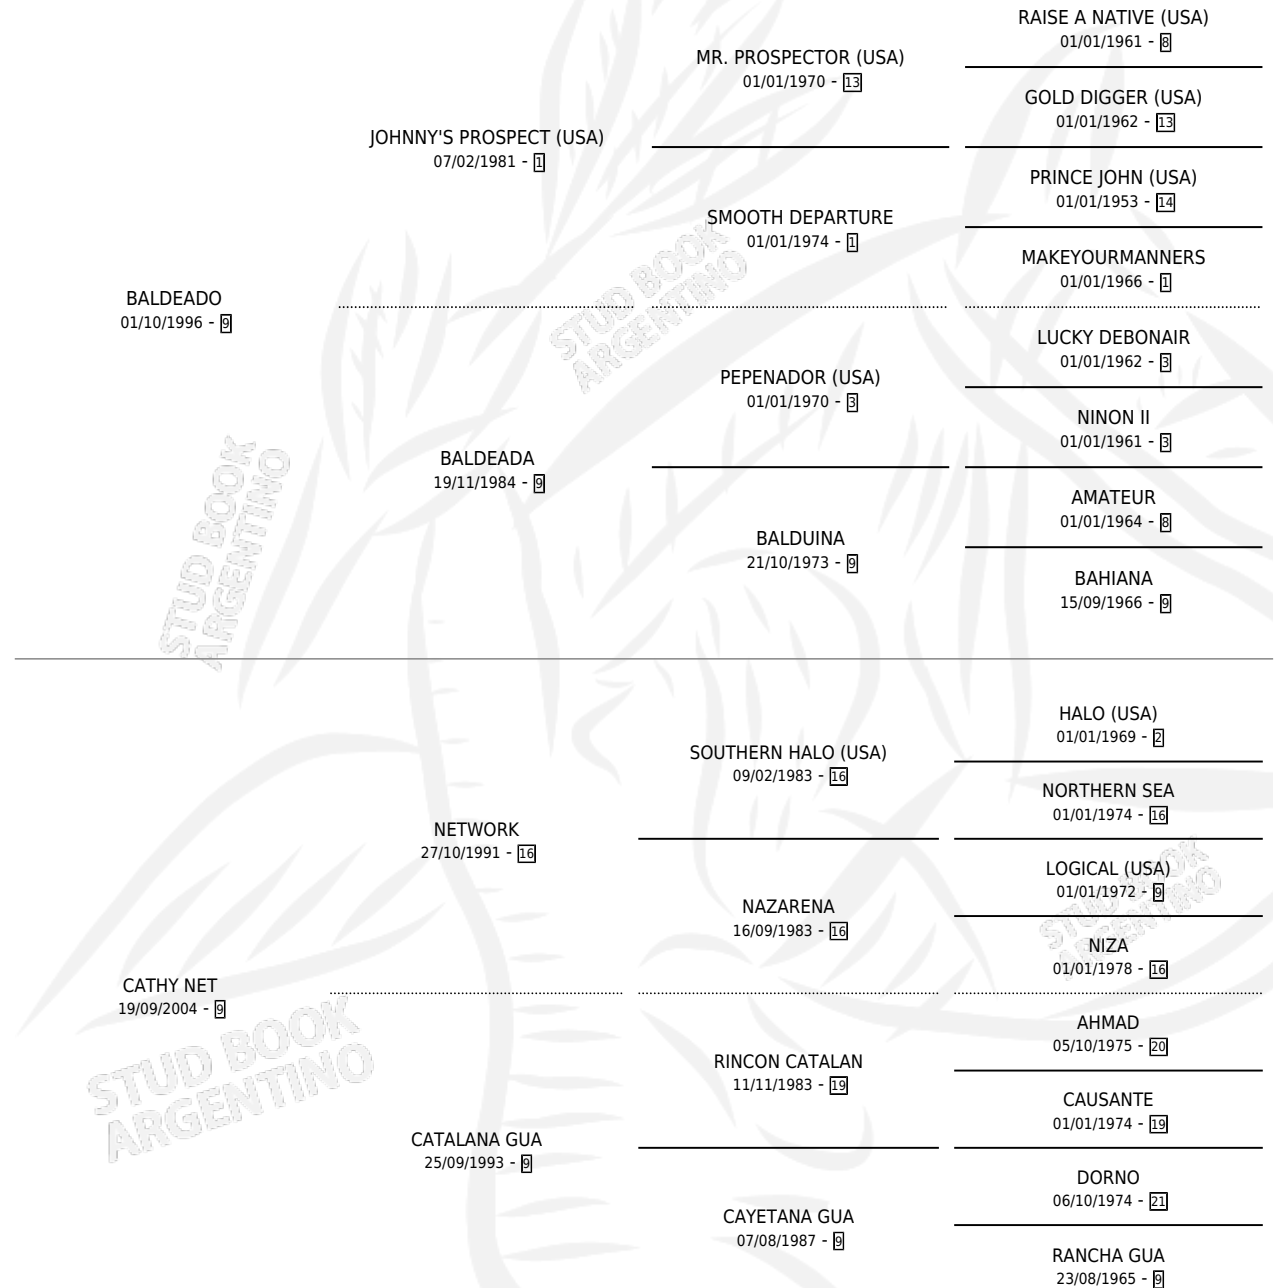 RAISE A NATIVE (USA)
01/01/1961 - 8
MR. PROSPECTOR (USA)
01/01/1970 - 13
GOLD DIGGER (USA)
01/01/1962 - 13
JOHNNY'S PROSPECT (USA)
07/02/1981 - 1
PRINCE JOHN (USA)
01/01/1953 - 14
SMOOTH DEPARTURE
01/01/1974 - 1
MAKEYOURMANNERS
01/01/1966 - 1
BALDEADO
01/10/1996 - 9
LUCKY DEBONAIR
01/01/1962 - 3
PEPENADOR (USA)
01/01/1970 - 3
NINON II
01/01/1961 - 3
BALDEADA
19/11/1984 - 9
AMATEUR
01/01/1964 - 8
BALDUINA
21/10/1973 - 9
BAHIANA
15/09/1966 - 9
HALO (USA)
01/01/1969 - 2
SOUTHERN HALO (USA)
09/02/1983 - 16
NORTHERN SEA
01/01/1974 - 16
NETWORK
27/10/1991 - 16
LOGICAL (USA)
01/01/1972 - 9
NAZARENA
16/09/1983 - 16
NIZA
01/01/1978 - 16
CATHY NET
19/09/2004 - 9
AHMAD
05/10/1975 - 20
RINCON CATALAN
11/11/1983 - 19
CAUSANTE
01/01/1974 - 19
CATALANA GUA
25/09/1993 - 9
DORNO
06/10/1974 - 21
CAYETANA GUA
07/08/1987 - 9
RANCHA GUA
23/08/1965 - 9
STUD BOOK
ARGENTINO
STUD BOOK
ARGENTINO
STUD BOOK
ARGENTINO
STUD BOOK
ARGENTINO